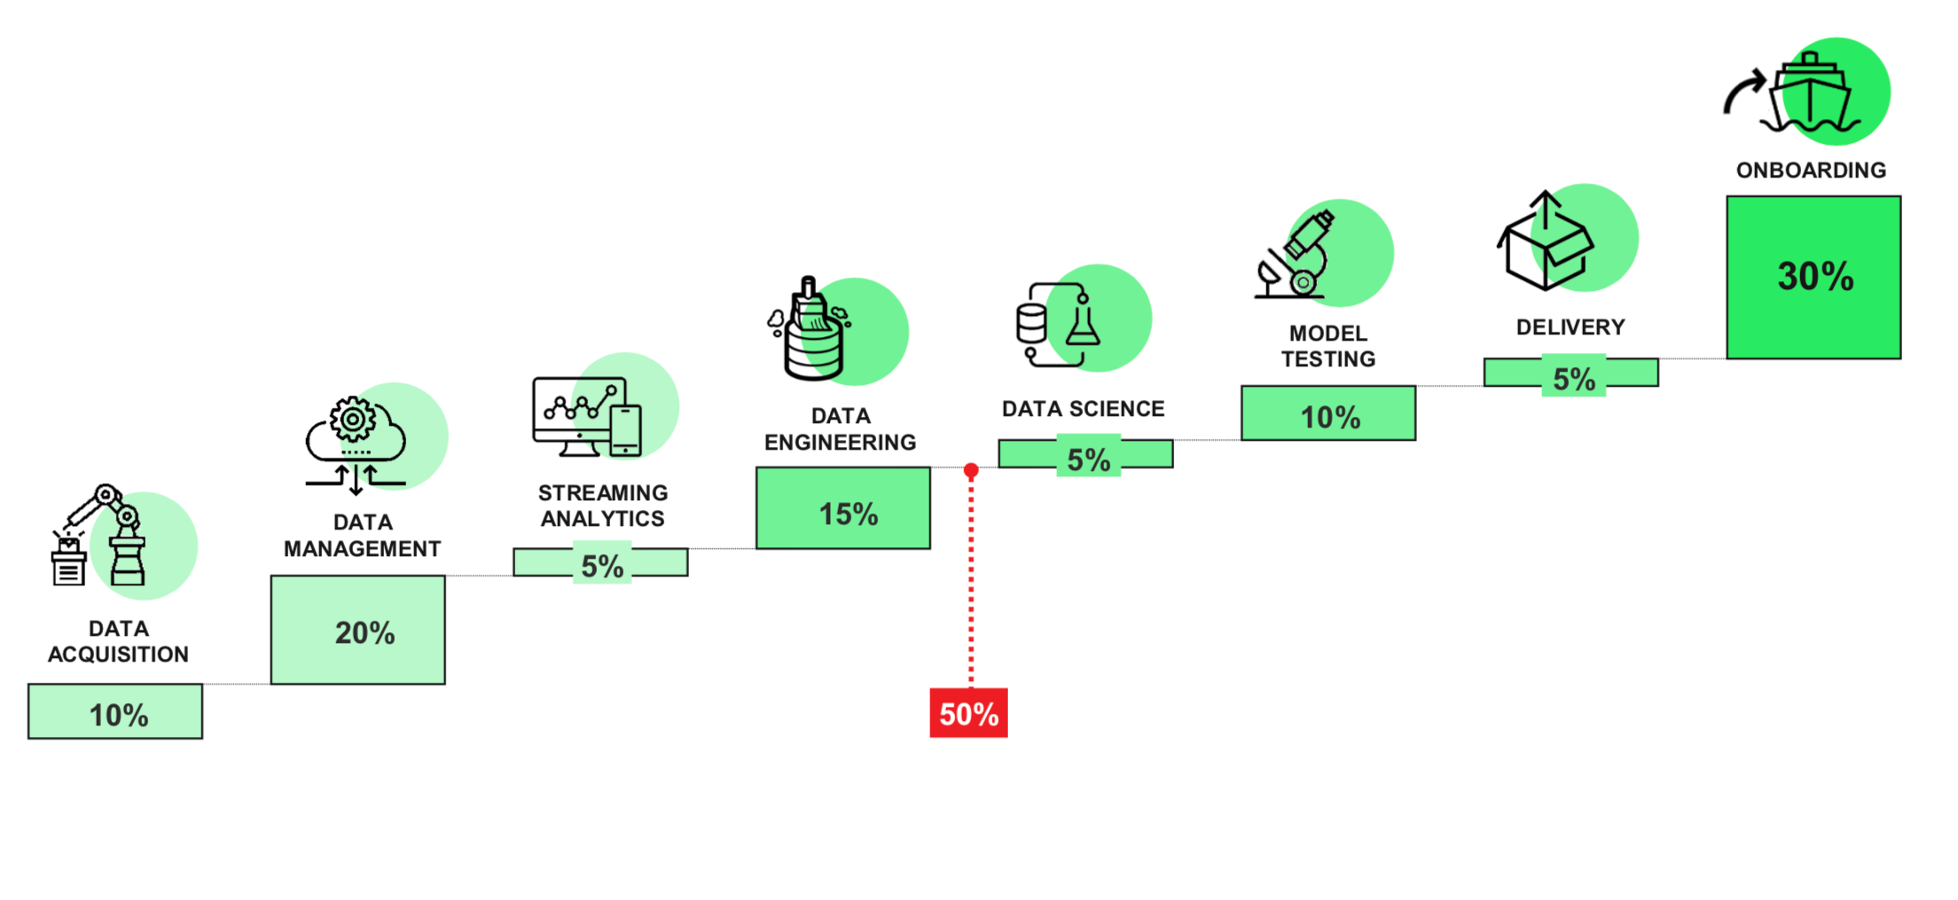 DATA
ACQUISITION
10%
DATA
MANAGEMENT
20%
STREAMING
ANALYTICS
5%
DATA
ENGINEERING
15%
50%
DATA SCIENCE
5%
MODEL
TESTING
10%
DELIVERY
5%
ONBOARDING
30%